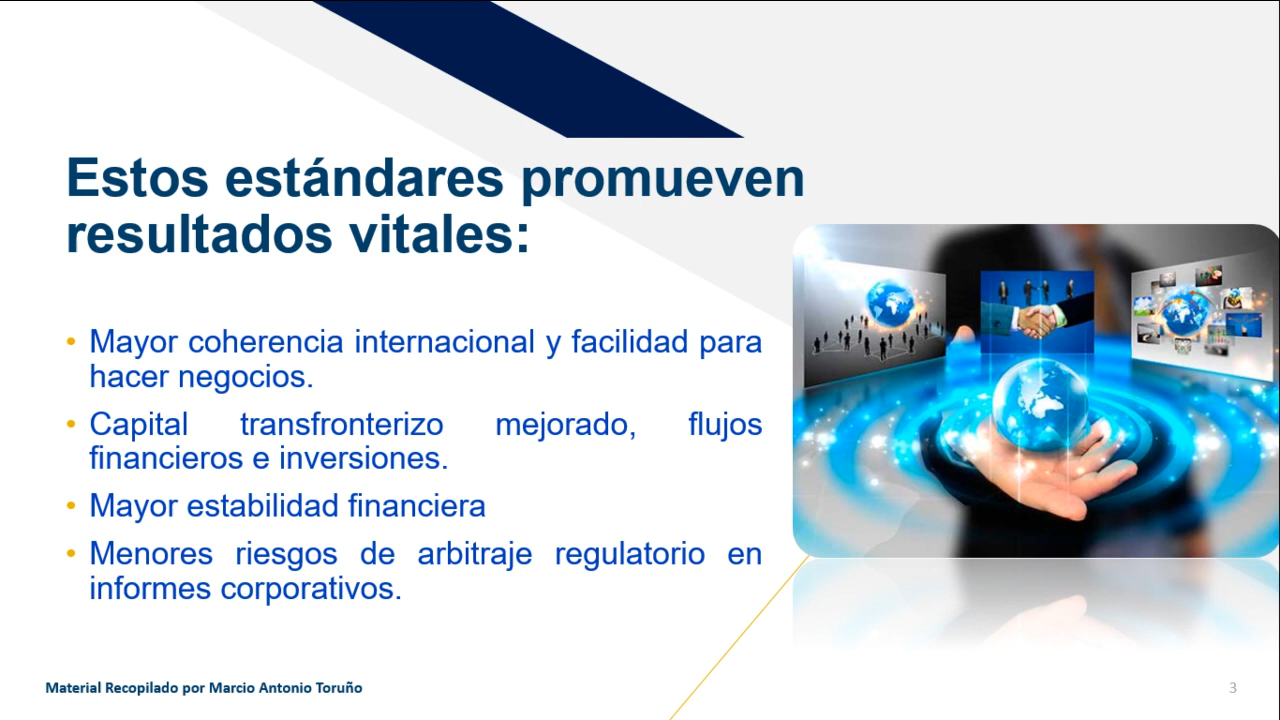 Estos estándares promueven
resultados vitales:
• Mayor coherencia internacional y facilidad para
hacer negocios.
• Capital transfronterizo mejorado, flujos
financieros e inversiones.
• Mayor estabilidad financiera
• Menores riesgos de arbitraje regulatorio en
informes corporativos.
Material Recopilado por Marcio Antonio Toruño
3